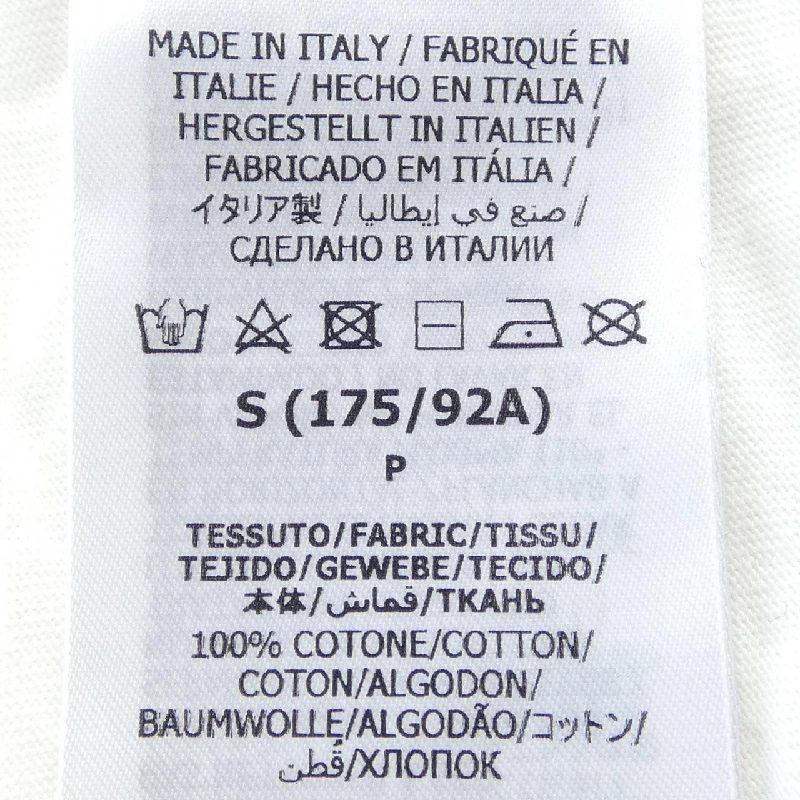 MADE IN ITALY / FABRIQUÉ EN
ITALIE / HECHO EN ITALIA /
HERGESTELLT IN ITALIEN /
FABRICADO EM ITÁLIA /
イタリア製 / صنع في إيطاليا /
СДЕЛАНО В ИТАЛИИ
S (175/92A)
P
TESSUTO/FABRIC/TISSU/
TEJIDO/GEWEBE/TECIDO/
本体/قماش/ТКАНЬ
100% COTONE/COTTON/
COTON/ALGODON/
BAUMWOLLE/ALGODÃO/コットン/
قُطن/ХЛОПОК